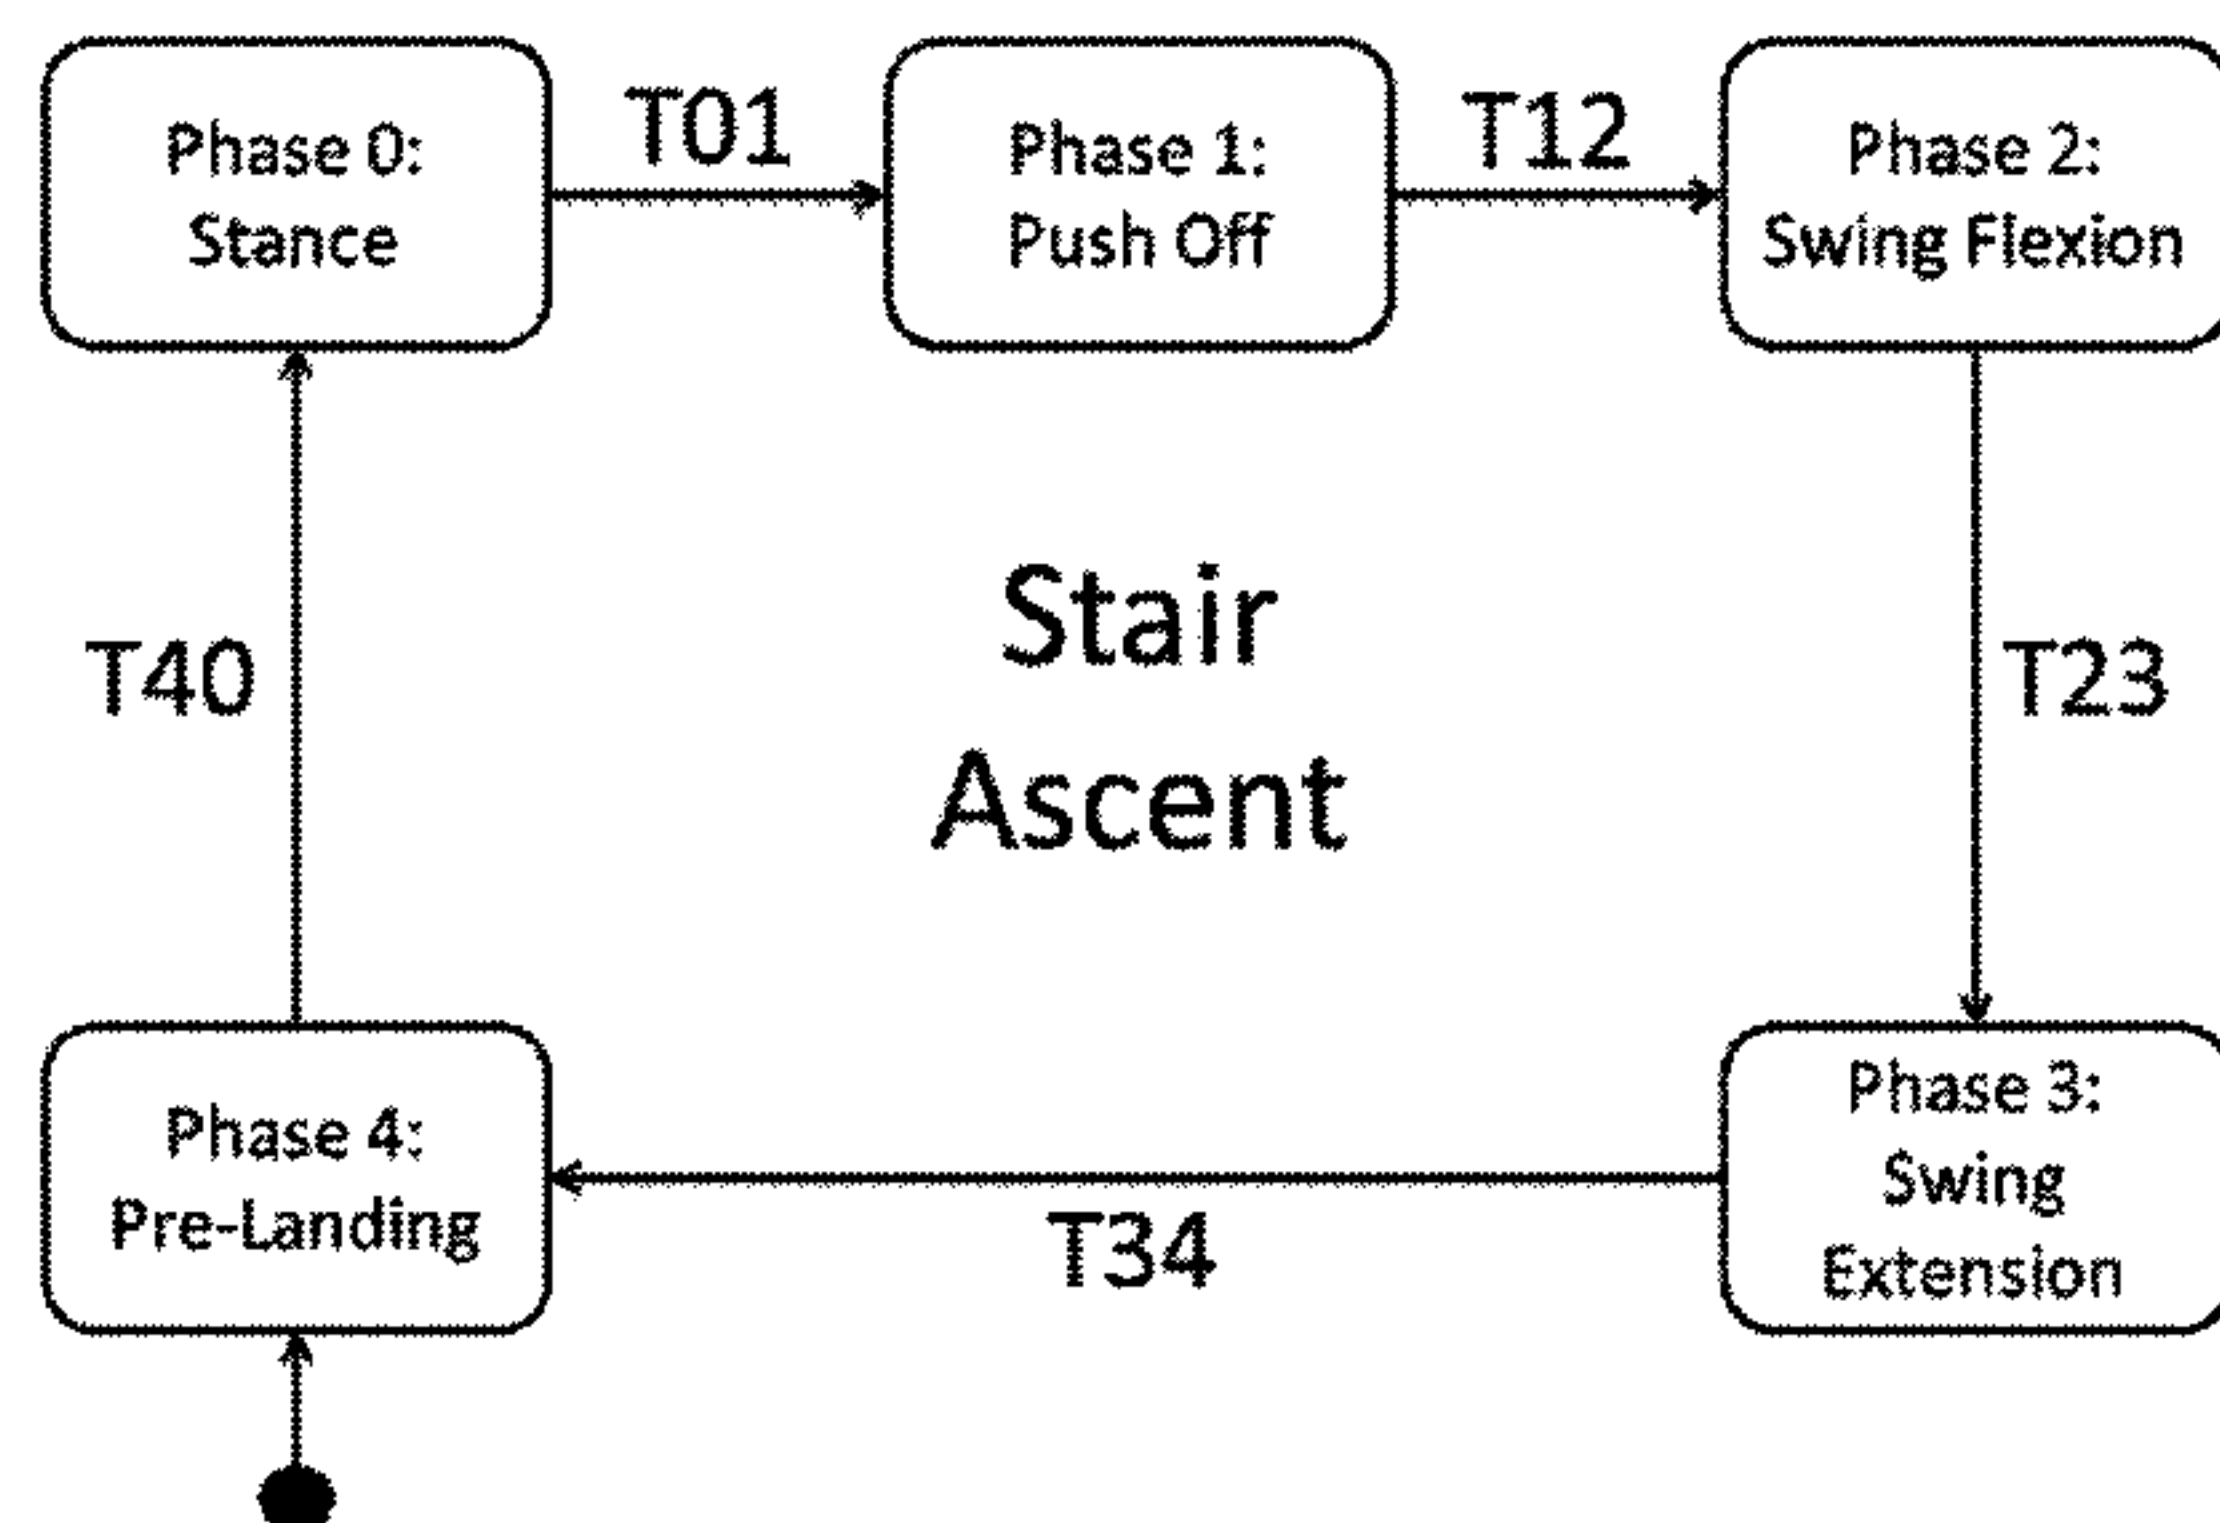 Phase 0:
Stance
T01
Phase 1:
Push Off
T12
Phase 2:
Swing Flexion
T40
Stair
Ascent
T23
Phase 4:
Pre-Landing
T34
Phase 3:
Swing
Extension